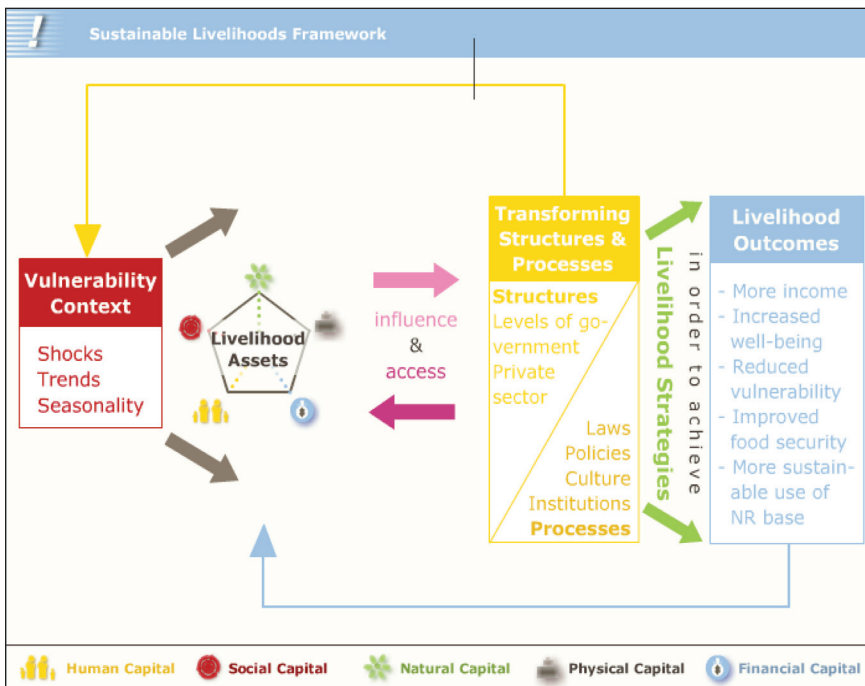 !
Sustainable Livelihoods Framework
Vulnerability
Context
Shocks
Trends
Seasonality
Livelihood
Assets
influence
&
access
Transforming
Structures &
Processes
Structures
Levels of go-
vernment
Private
sector
Laws
Policies
Culture
Institutions
Processes
Livelihood Strategies
in order to achieve
Livelihood
Outcomes
- More income
- Increased
well-being
- Reduced
vulnerability
- Improved
food security
- More sustain-
able use of
NR base
Human Capital
Social Capital
Natural Capital
Physical Capital
Financial Capital